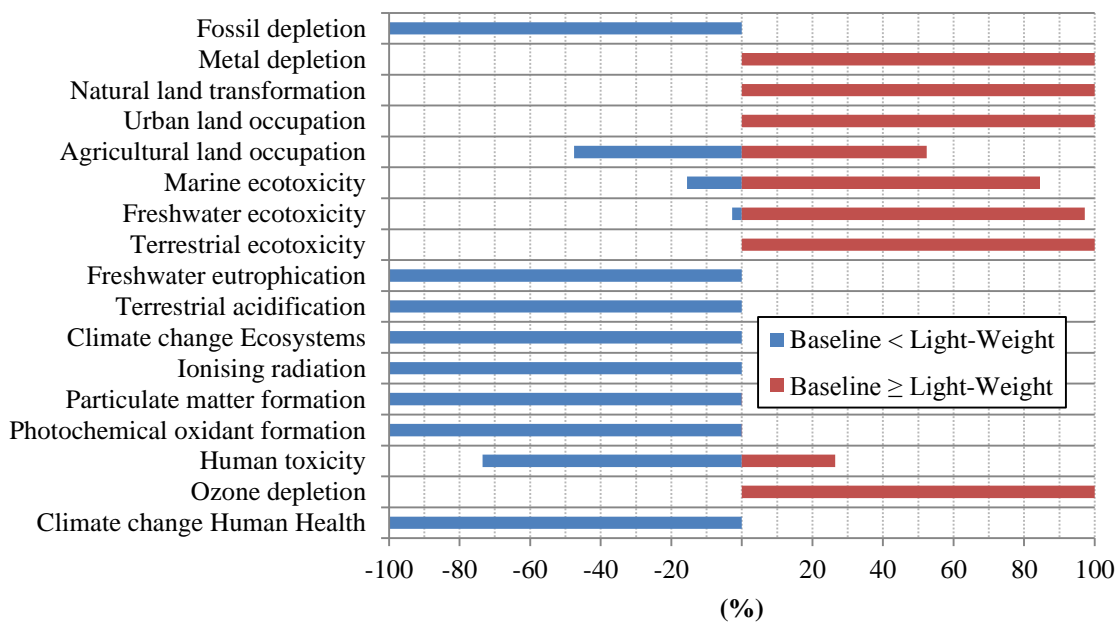 Fossil depletion
Metal depletion
Natural land transformation
Urban land occupation
Agricultural land occupation
Marine ecotoxicity
Freshwater ecotoxicity
Terrestrial ecotoxicity
Freshwater eutrophication
Terrestrial acidification
Climate change Ecosystems
Ionising radiation
Particulate matter formation
Photochemical oxidant formation
Human toxicity
Ozone depletion
Climate change Human Health
Baseline < Light-Weight
Baseline ≥ Light-Weight
-100 -80 -60 -40 -20 20 40 60 80 100
(%)